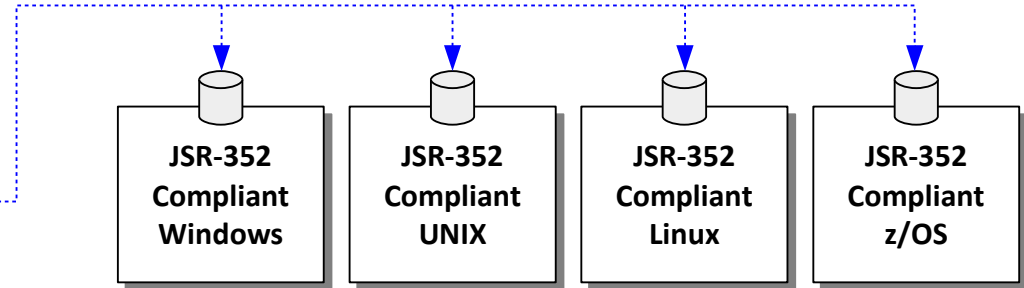 JSR-352
Compliant
Windows
JSR-352
Compliant
UNIX
JSR-352
Compliant
Linux
JSR-352
Compliant
z/OS